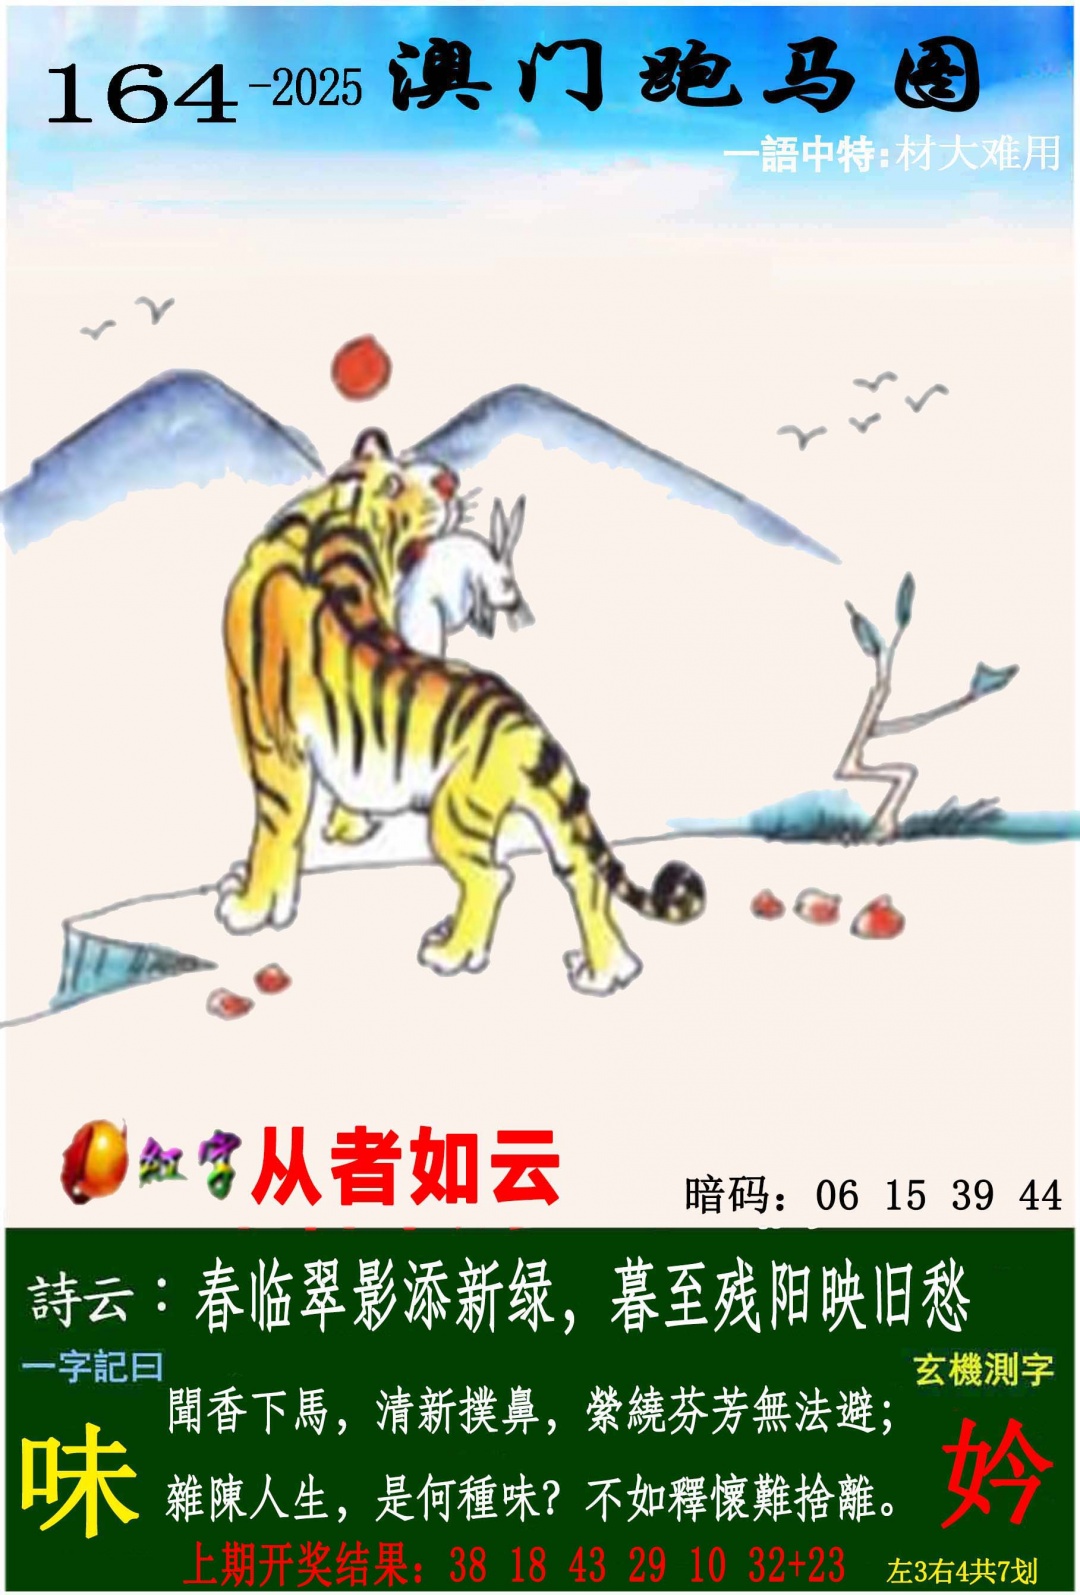 164-2025 澳门跑马图
一語中特:材大难用
红字 从者如云
暗码：06 15 39 44
詩云：春临翠影添新绿，暮至残阳映旧愁
一字記曰
玄機測字
味
聞香下馬，清新撲鼻，縈繞芬芳無法避；
雜陳人生，是何種味？不如釋懷難捨離。
妗
上期开奖结果：38 18 43 29 10 32+23
左3右4共7划